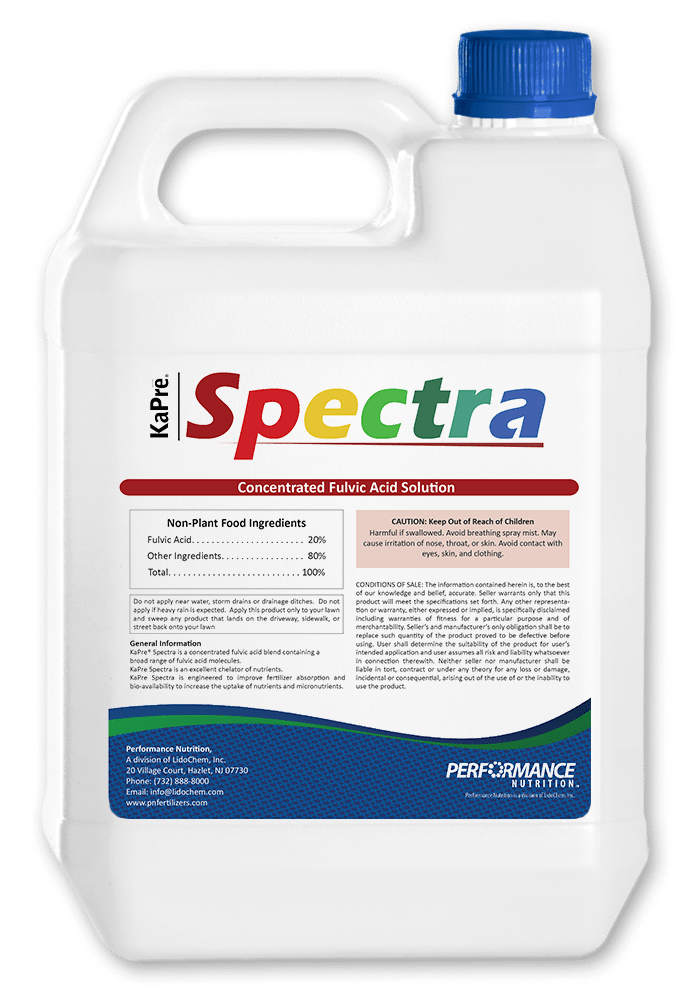 KaPre®
Spectra
Concentrated Fulvic Acid Solution
Non-Plant Food Ingredients
Fulvic Acid. . . . . . . . . . . . . . . . . . . . . . . 20%
Other Ingredients. . . . . . . . . . . . . . . . . 80%
Total. . . . . . . . . . . . . . . . . . . . . . . . . . . 100%
Do not apply near water, storm drains or drainage ditches. Do not
apply if heavy rain is expected. Apply this product only to your lawn
and sweep any product that lands on the driveway, sidewalk, or
street back onto your lawn
General Information
KaPre® Spectra is a concentrated fulvic acid blend containing a
broad range of fulvic acid molecules.
KaPre Spectra is an excellent chelator of nutrients.
KaPre Spectra is engineered to improve fertilizer absorption and
bio-availability to increase the uptake of nutrients and micronutrients.
CAUTION: Keep Out of Reach of Children
Harmful if swallowed. Avoid breathing spray mist. May
cause irritation of nose, throat, or skin. Avoid contact with
eyes, skin, and clothing.
CONDITIONS OF SALE: The information contained herein is, to the best
of our knowledge and belief, accurate. Seller warrants only that this
product will meet the specifications set forth. Any other representa-
tion or warranty, either expressed or implied, is specifically disclaimed
including warranties of fitness for a particular purpose and of
merchantability. Seller's and manufacturer's only obligation shall be to
replace such quantity of the product proved to be defective before
using. User shall determine the suitability of the product for user's
intended application and user assumes all risk and liability whatsoever
in connection therewith. Neither seller nor manufacturer shall be
liable in tort, contract or under any theory for any loss or damage,
incidental or consequential, arising out of the use of or the inability to
use the product.
Performance Nutrition,
A division of LidoChem, Inc.
20 Village Court, Hazlet, NJ 07730
Phone: (732) 888-8000
Email: info@lidochem.com
www.pnfertilizers.com
PERFORMANCE
NUTRITION™
Performance Nutrition is a division of LidoChem, Inc.